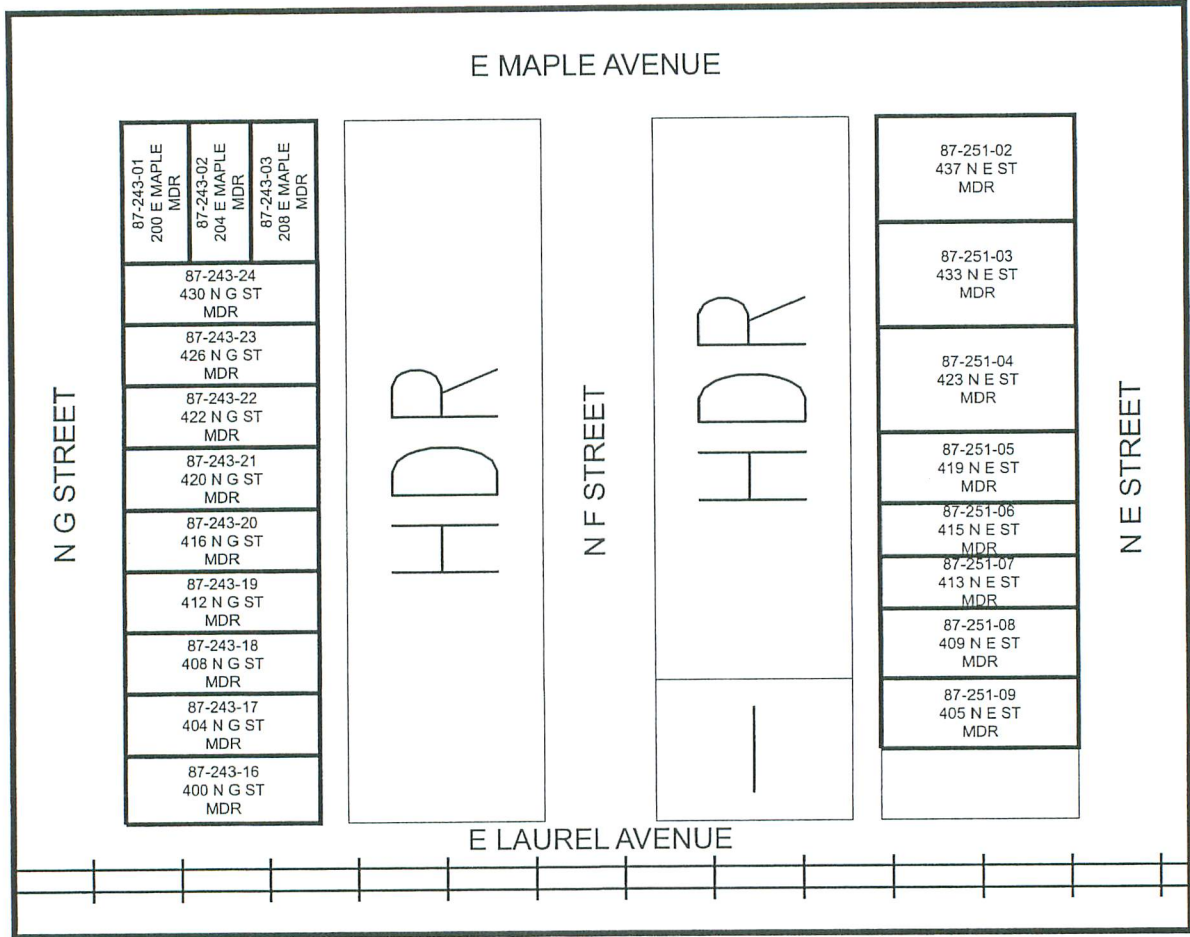 E MAPLE AVENUE
87-243-01
200 E MAPLE
MDR
87-243-02
204 E MAPLE
MDR
87-243-03
208 E MAPLE
MDR
87-243-24
430 N G ST
MDR
87-243-23
426 N G ST
MDR
87-243-22
422 N G ST
MDR
87-243-21
420 N G ST
MDR
87-243-20
416 N G ST
MDR
87-243-19
412 N G ST
MDR
87-243-18
408 N G ST
MDR
87-243-17
404 N G ST
MDR
87-243-16
400 N G ST
MDR
N G STREET
HDR
N F STREET
HDR
I
87-251-02
437 N E ST
MDR
87-251-03
433 N E ST
MDR
87-251-04
423 N E ST
MDR
87-251-05
419 N E ST
MDR
87-251-06
415 N E ST
MDR
87-251-07
413 N E ST
MDR
87-251-08
409 N E ST
MDR
87-251-09
405 N E ST
MDR
N E STREET
E LAUREL AVENUE